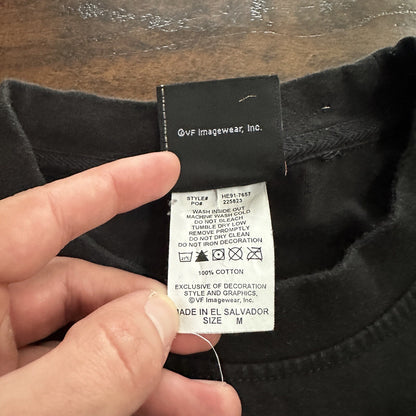 ⓒVF Imagewear, Inc.
STYLE# HE91-7657
PO# 225823
WASH INSIDE OUT
MACHINE WASH COLD
DO NOT BLEACH
TUMBLE DRY LOW
REMOVE PROMPTLY
DO NOT DRY CLEAN
DO NOT IRON DECORATION
100% COTTON
EXCLUSIVE OF DECORATION
STYLE AND GRAPHICS,
ⓒVF Imagewear, Inc.
MADE IN EL SALVADOR
SIZE M